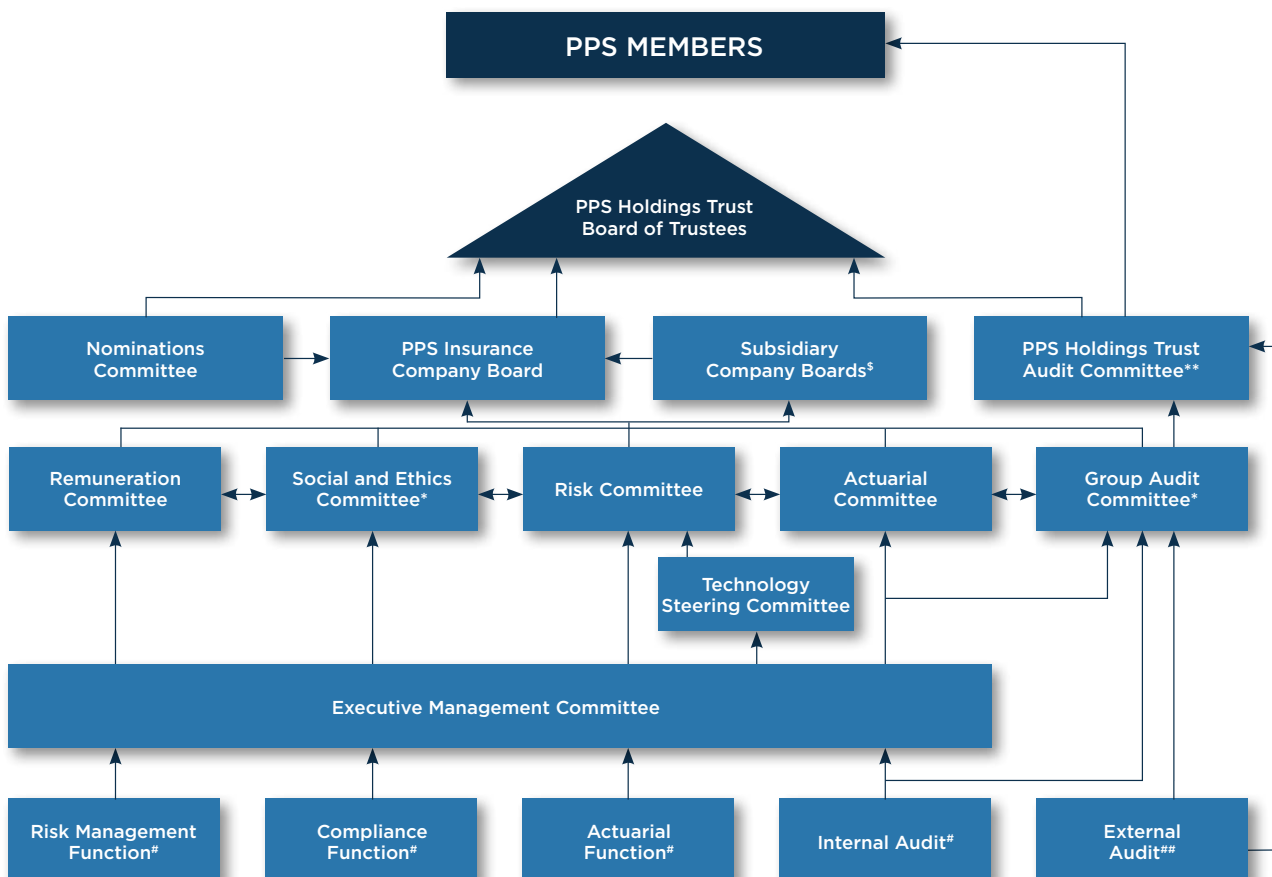 PPS MEMBERS
PPS Holdings Trust
Board of Trustees
Nominations
Committee
PPS Insurance
Company Board
Subsidiary
Company Boards$
PPS Holdings Trust
Audit Committee**
Remuneration
Committee
Social and Ethics
Committee*
Risk Committee
Actuarial
Committee
Group Audit
Committee*
Technology
Steering Committee
Executive Management Committee
Risk Management
Function#
Compliance
Function#
Actuarial
Function#
Internal Audit#
External
Audit##